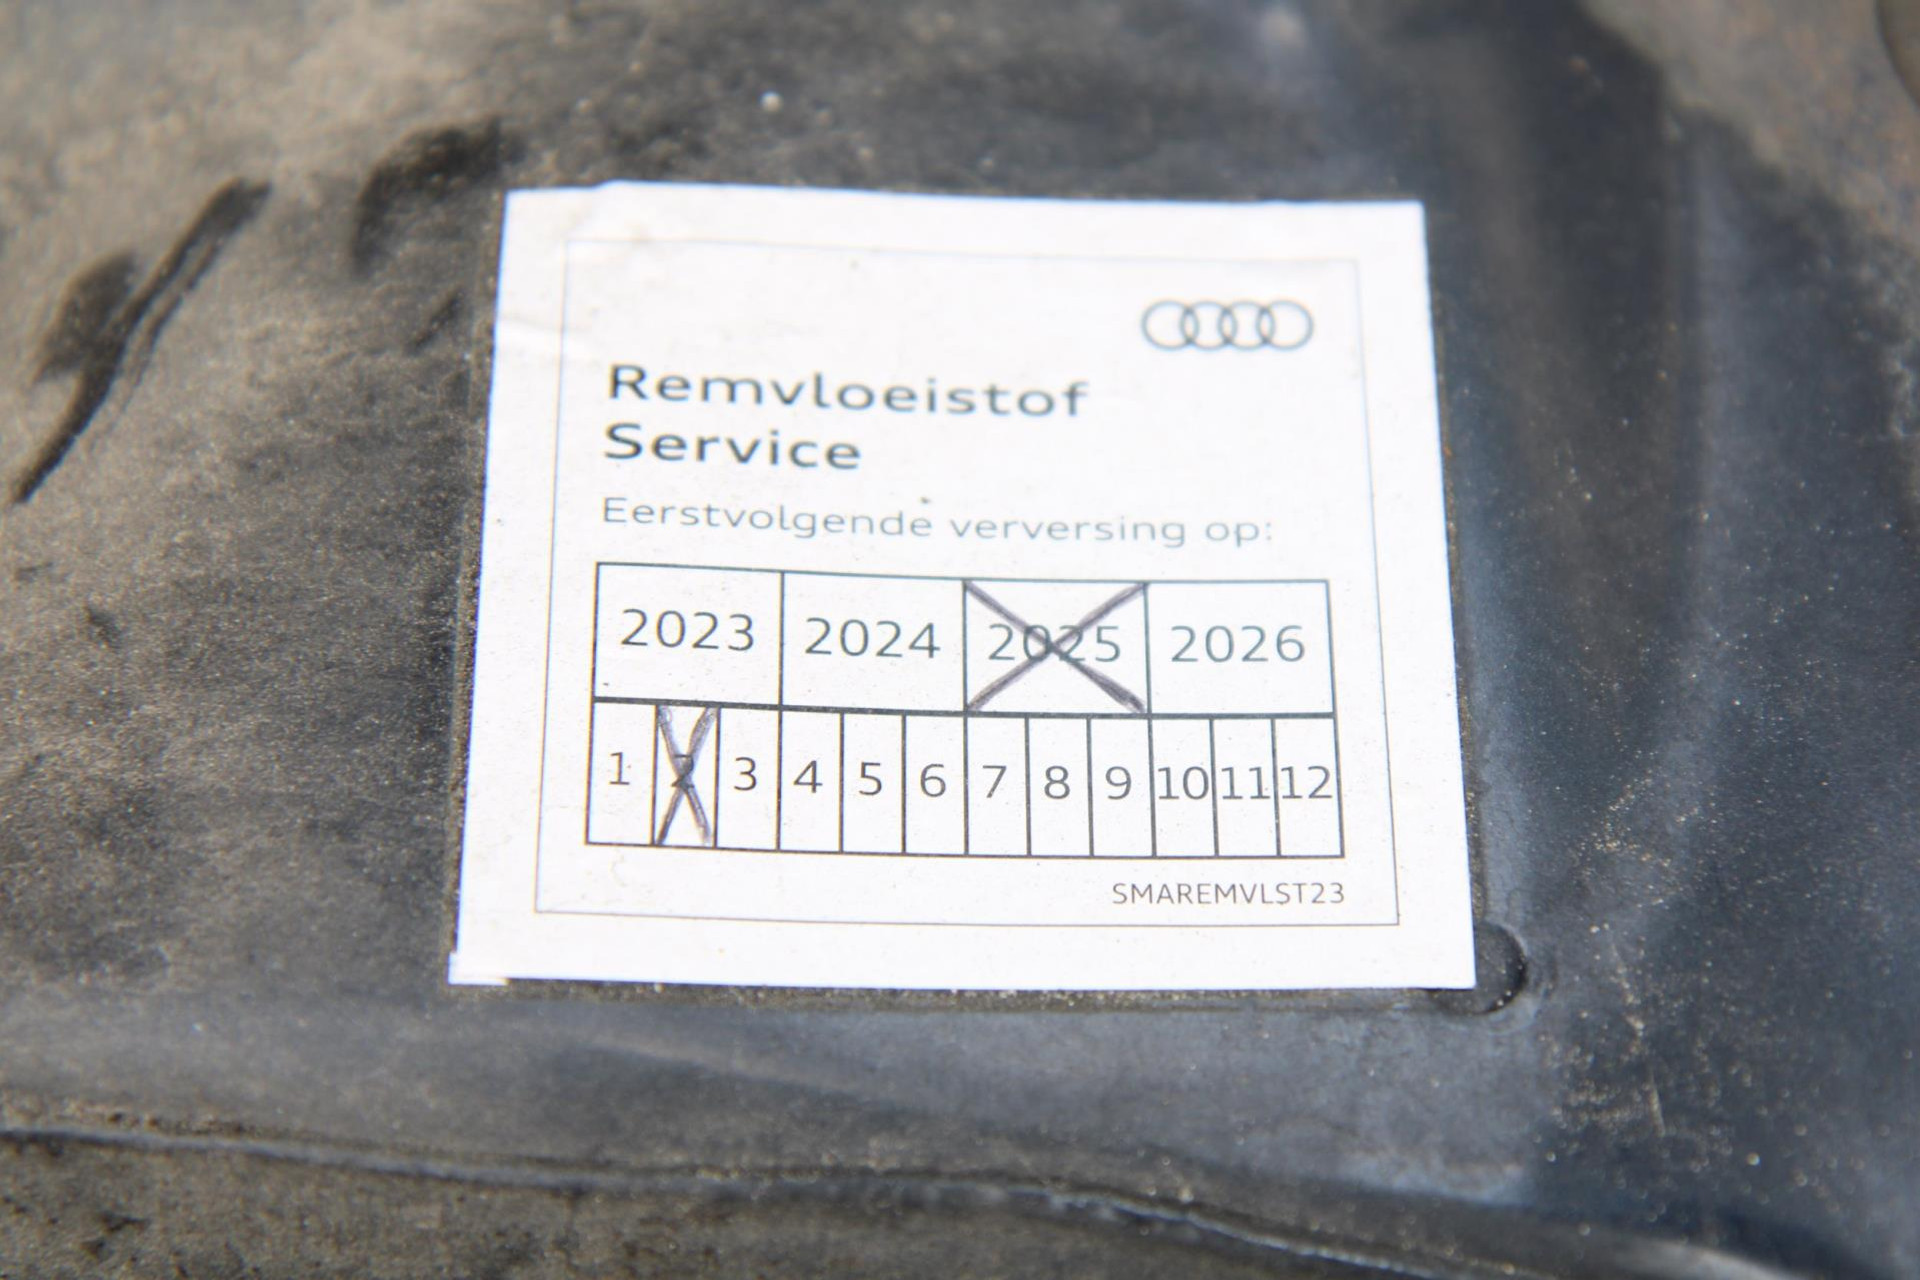 Remvloeistof
Service
Eerstvolgende verversing op:
2023 2024 2025 2026
1 2 3 4 5 6 7 8 9 10 11 12
SMAREMVLST23